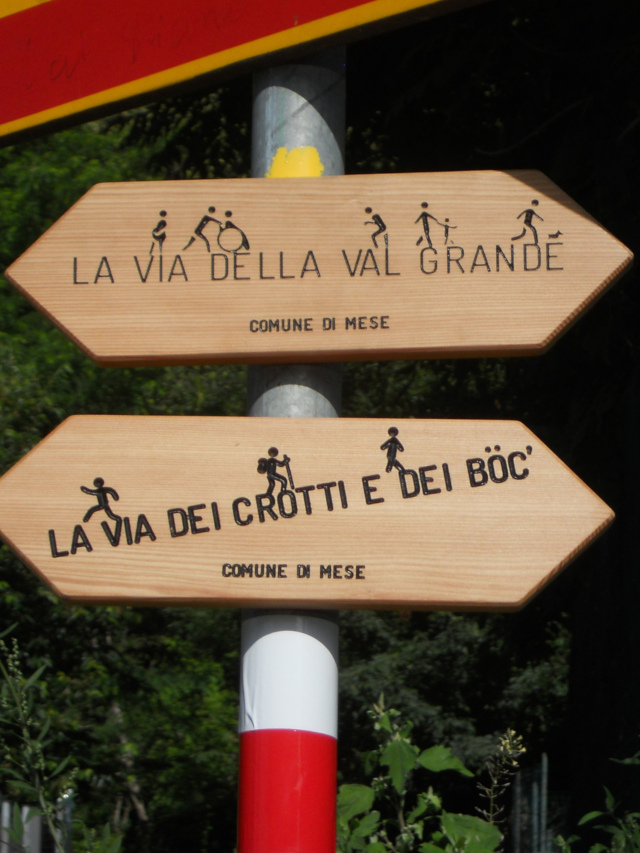 LA VIA DELLA VAL GRANDE
COMUNE DI MESE
LA VIA DEI CROTTI E DEI BÖC'
COMUNE DI MESE